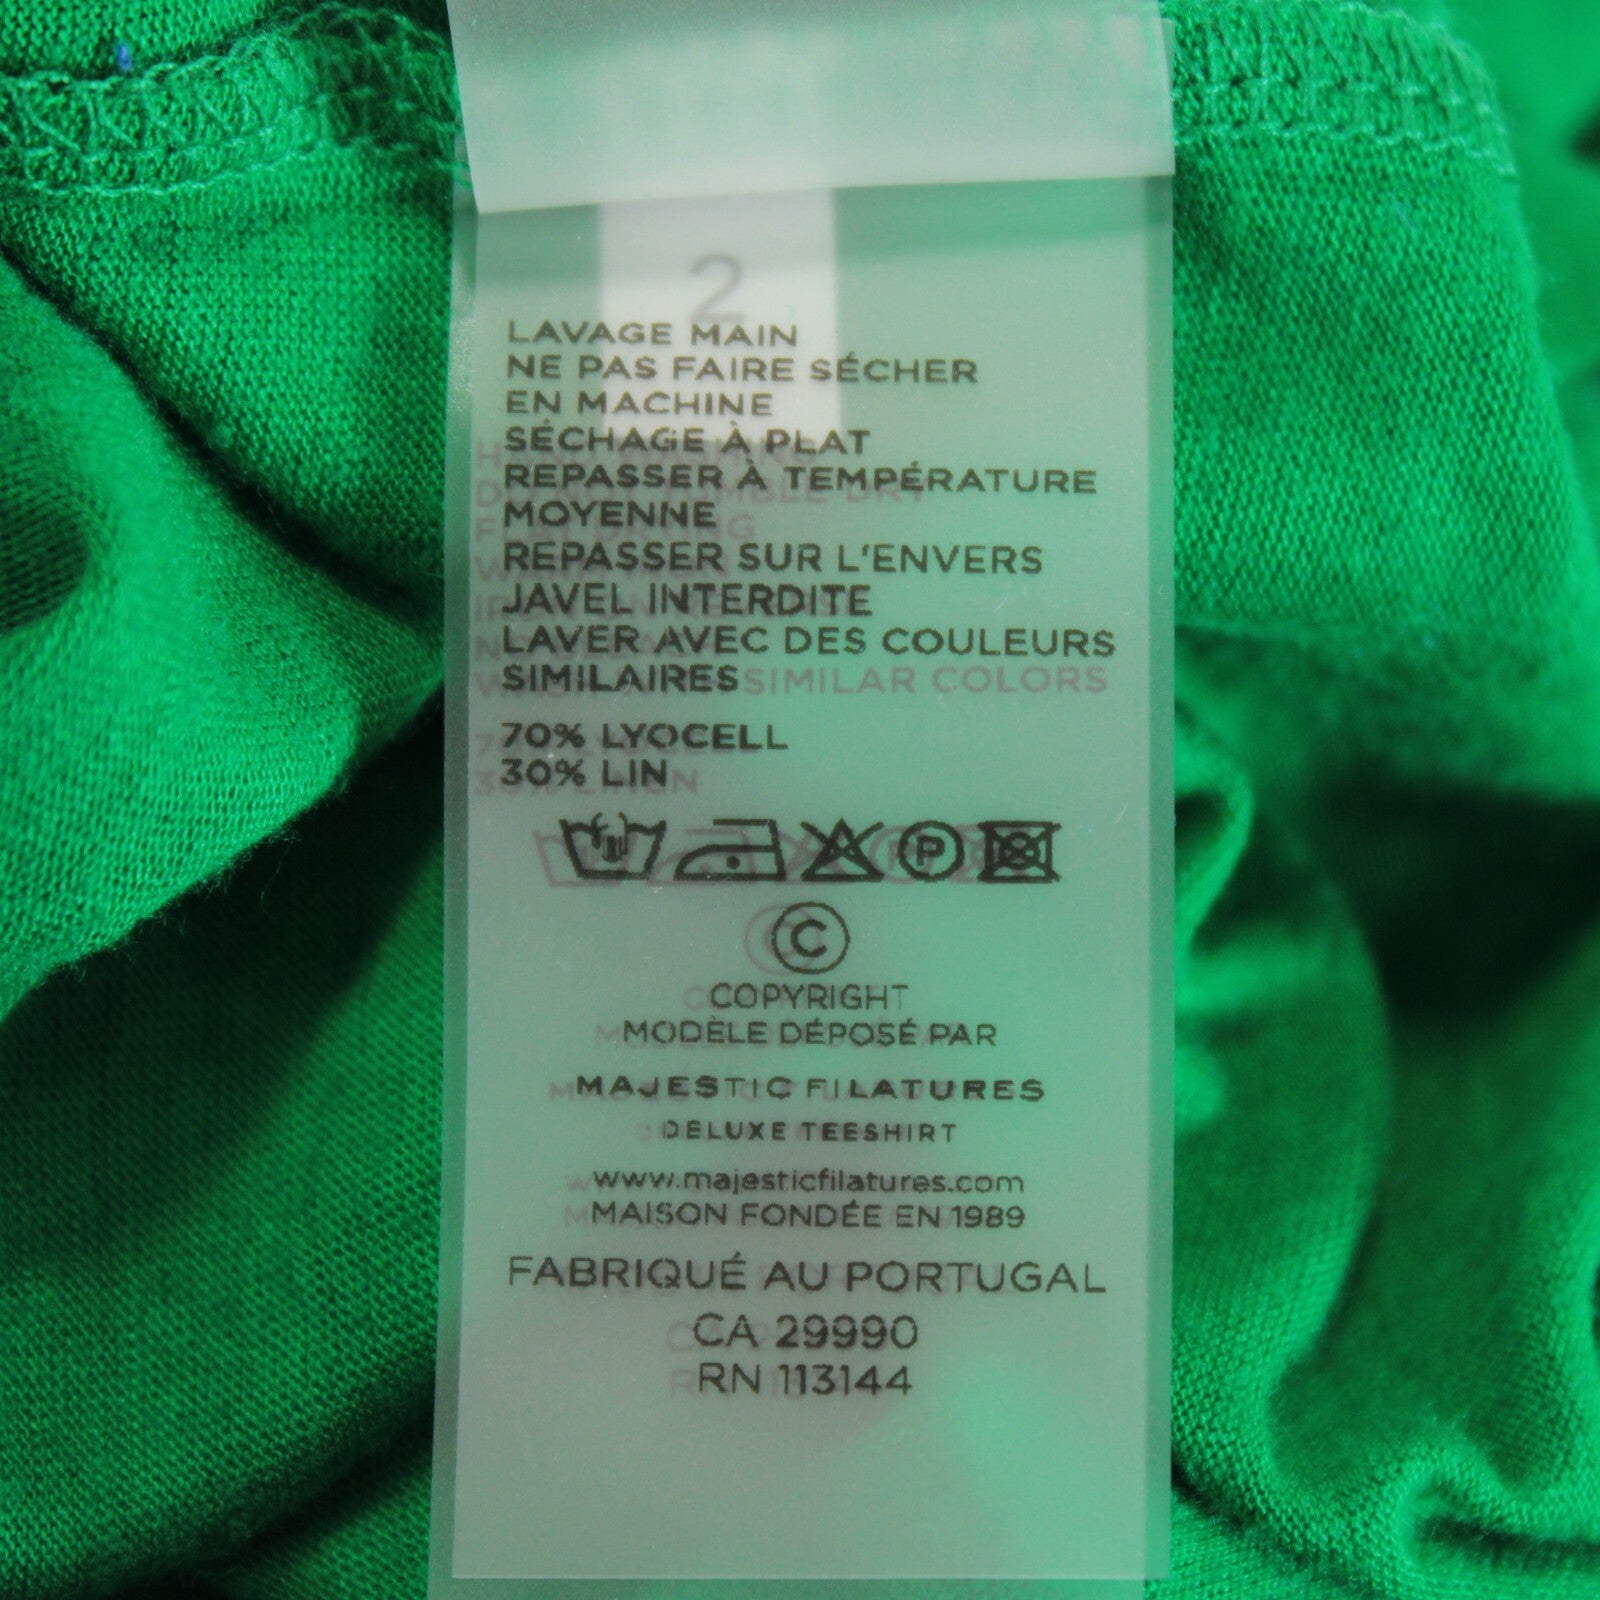 2
LAVAGE MAIN
NE PAS FAIRE SÉCHER
EN MACHINE
SÉCHAGE À PLAT
REPASSER À TEMPÉRATURE
MOYENNE
REPASSER SUR L'ENVERS
JAVEL INTERDITE
LAVER AVEC DES COULEURS
SIMILAIRES SIMILAR COLORS
70% LYOCELL
30% LIN
P
©
COPYRIGHT
MODÈLE DÉPOSÉ PAR
MAJESTIC FILATURES
DELUXE TEESHIRT
www.majesticfilatures.com
MAISON FONDÉE EN 1989
FABRIQUÉ AU PORTUGAL
CA 29990
RN 113144